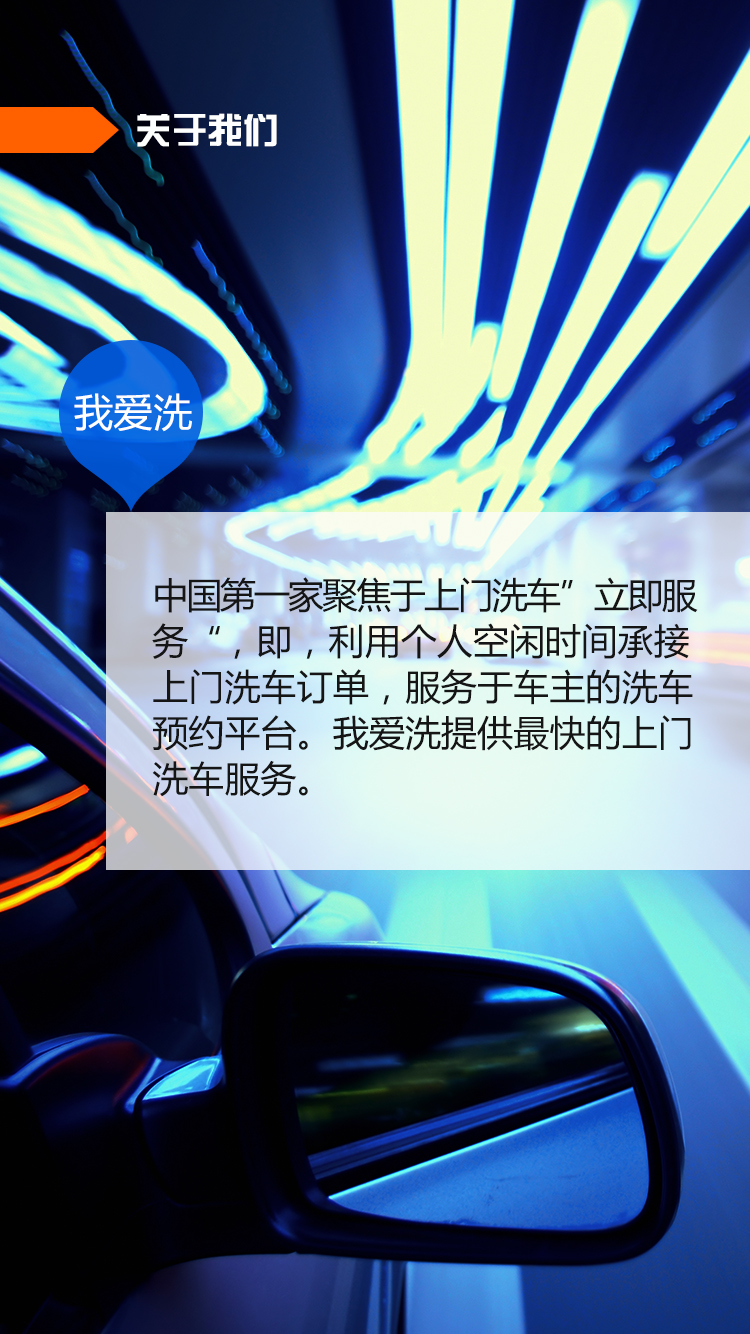 关于我们
我爱洗
中国第一家聚焦于上门洗车”立即服
务“，即，利用个人空闲时间承接
上门洗车订单，服务于车主的洗车
预约平台。我爱洗提供最快的上门
洗车服务。